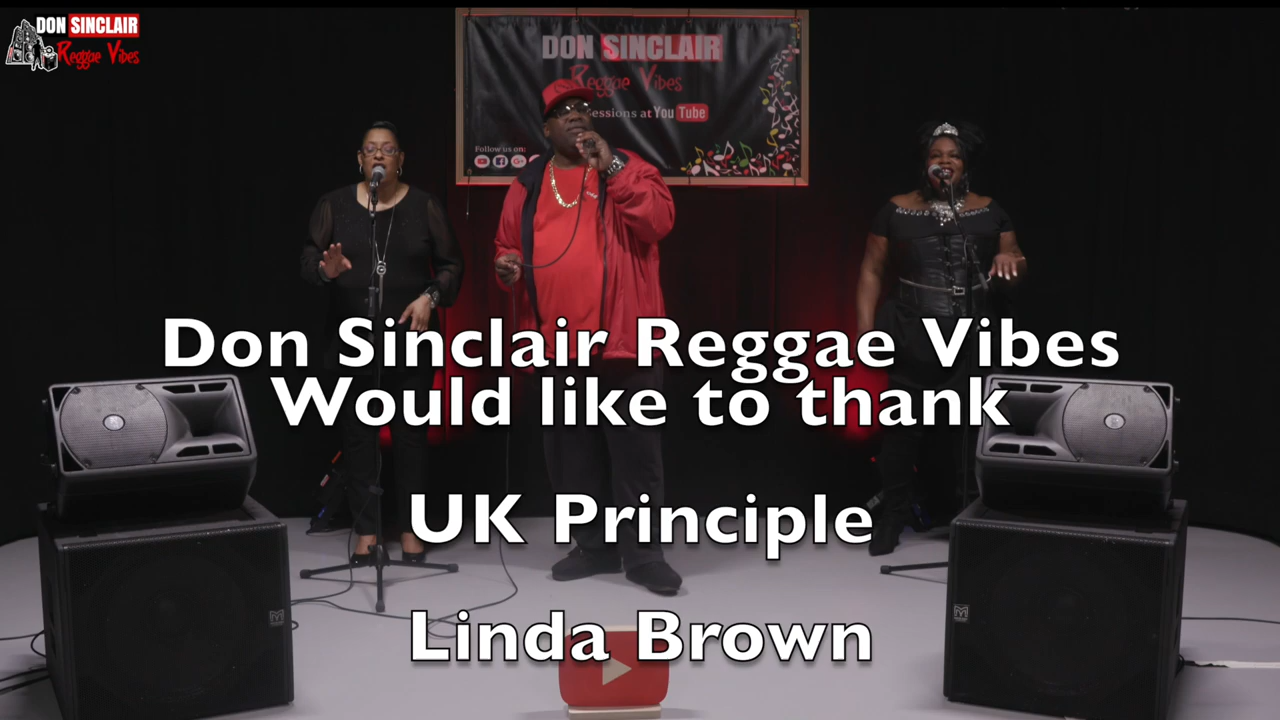 DON SINCLAIR
Reggae Vibes
DON SINCLAIR
Reggae Vibes
Sessions at YouTube
Follow us on:
Don Sinclair Reggae Vibes
Would like to thank
UK Principle
Linda Brown